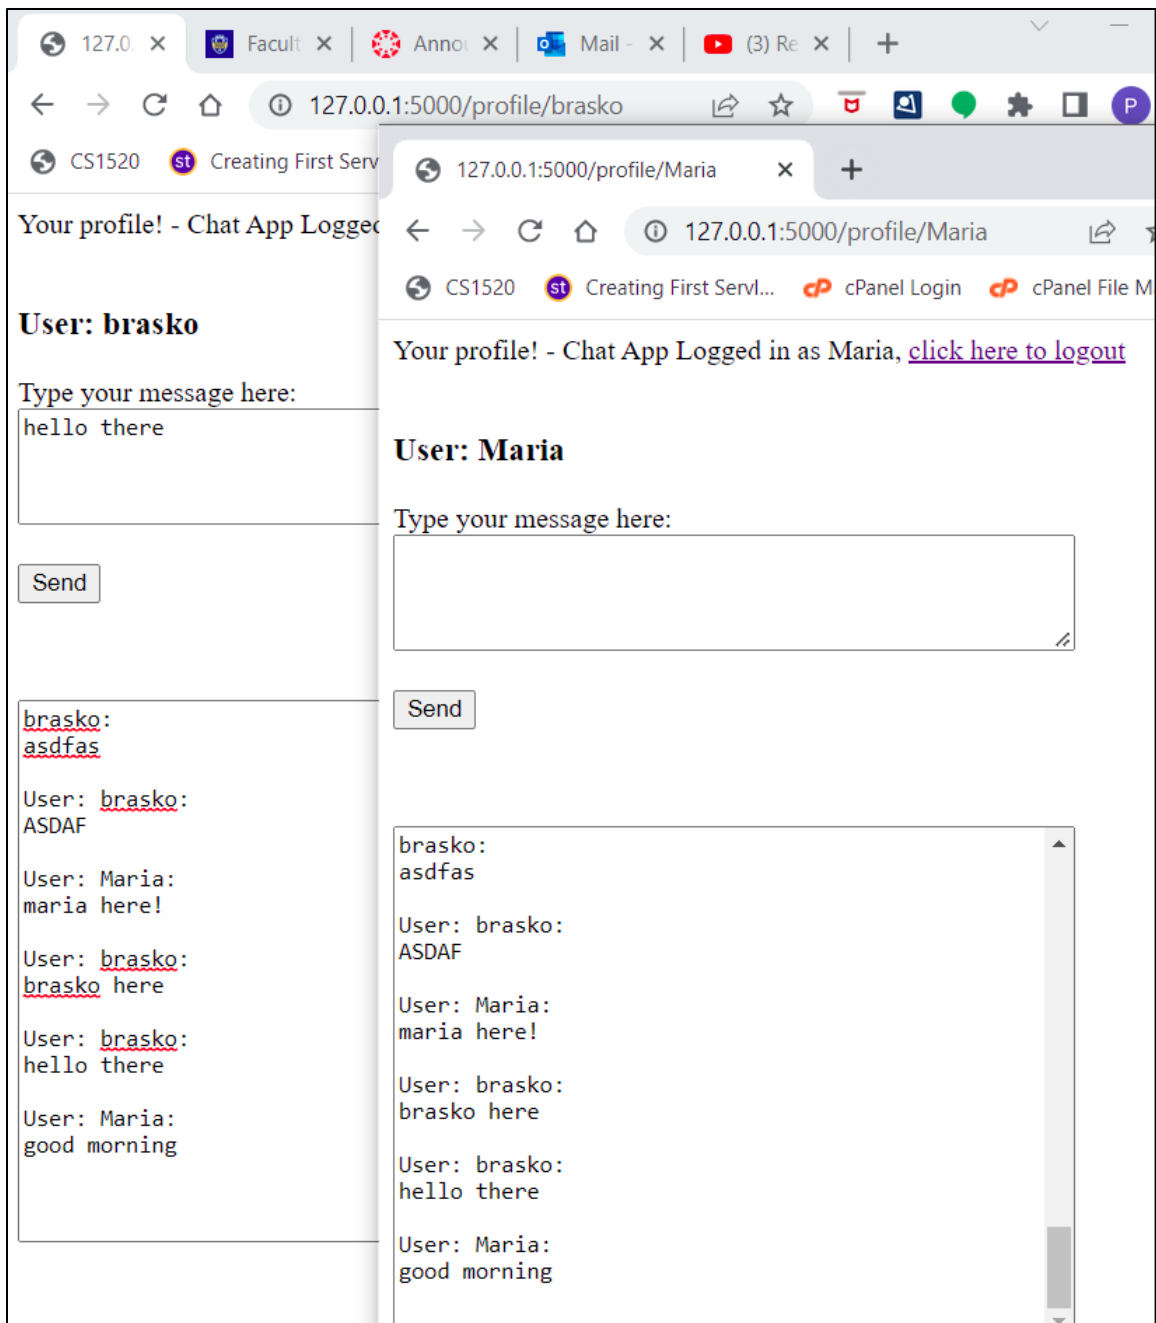 127.0.
Facult
Annou
Mail -
(3) Re
127.0.0.1:5000/profile/brasko
P
CS1520
st
Creating First Serv
Your profile! - Chat App Logged
User: brasko
Type your message here:
hello there
Send
brasko:
asdfas
User: brasko:
ASDAF
User: Maria:
maria here!
User: brasko:
brasko here
User: brasko:
hello there
User: Maria:
good morning
127.0.0.1:5000/profile/Maria
127.0.0.1:5000/profile/Maria
CS1520
st
Creating First Servl...
cP
cPanel Login
cP
cPanel File M
Your profile! - Chat App Logged in as Maria, click here to logout
User: Maria
Type your message here:
Send
brasko:
asdfas
User: brasko:
ASDAF
User: Maria:
maria here!
User: brasko:
brasko here
User: brasko:
hello there
User: Maria:
good morning